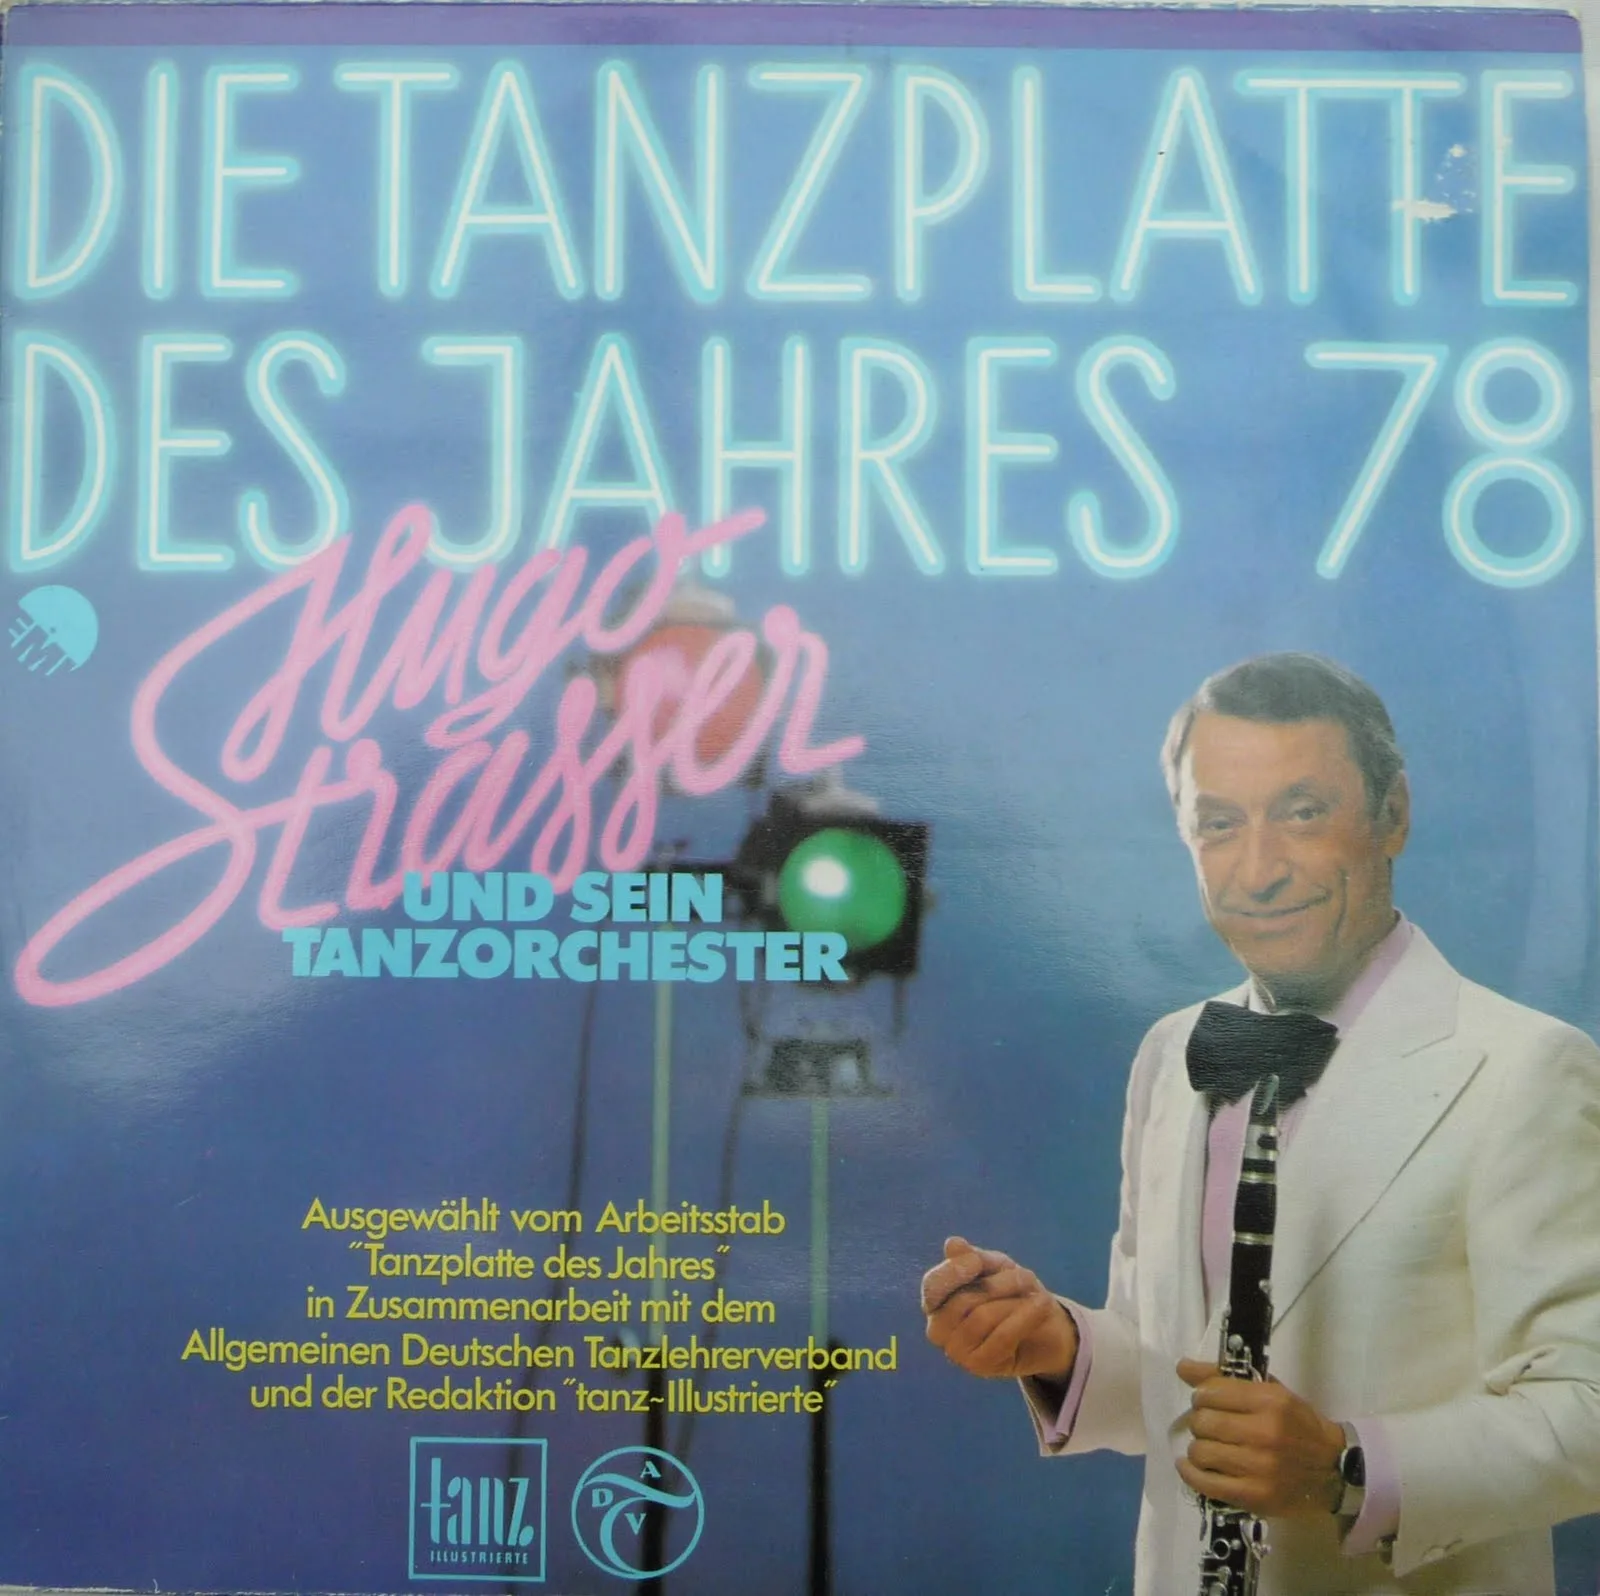 DIE TANZPLATTE
DES JAHRES 78
EMI
Hugo
Strasser
UND SEIN
TANZORCHESTER
Ausgewählt vom Arbeitsstab
"Tanzplatte des Jahres"
in Zusammenarbeit mit dem
Allgemeinen Deutschen Tanzlehrerverband
und der Redaktion "tanz~Illustrierte"
tanz
ILLUSTRIERTE
A
D
V